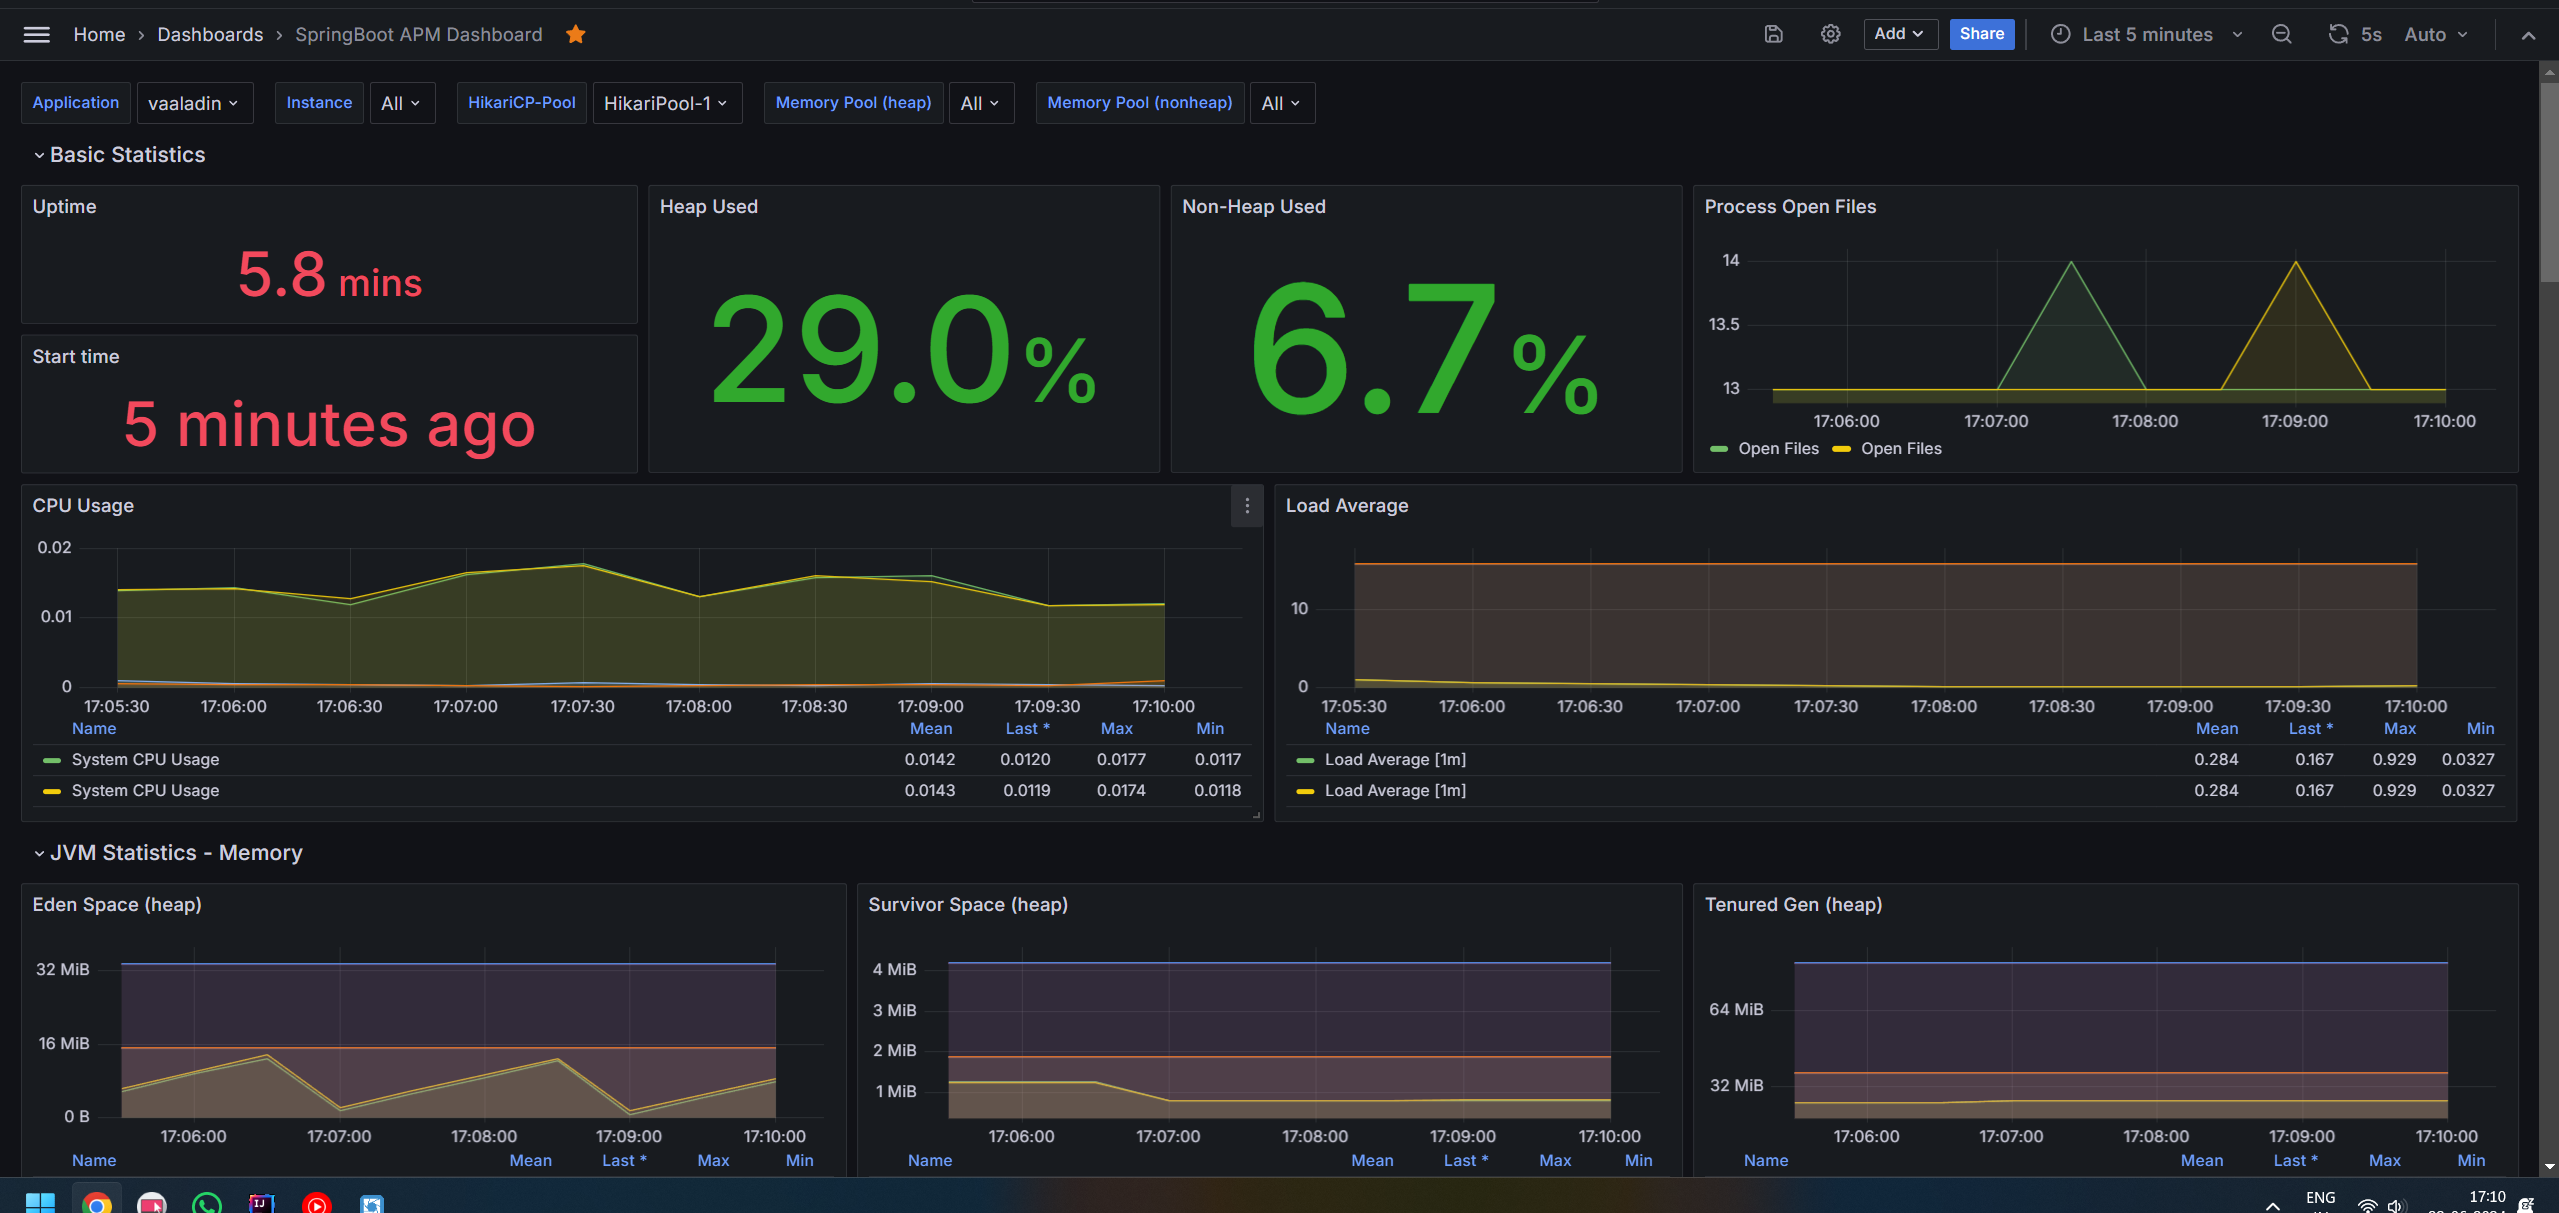 Home › Dashboards › SpringBoot APM Dashboard
Add
Share
Last 5 minutes
5s
Auto
Application vaaladin Instance All HikariCP-Pool HikariPool-1 Memory Pool (heap) All Memory Pool (nonheap) All
Basic Statistics
Uptime
5.8 mins
Start time
5 minutes ago
Heap Used
29.0%
Non-Heap Used
6.7%
Process Open Files
14
13.5
13
17:06:00 17:07:00 17:08:00 17:09:00 17:10:00
Open Files Open Files
CPU Usage
0.02
0.01
0
17:05:30 17:06:00 17:06:30 17:07:00 17:07:30 17:08:00 17:08:30 17:09:00 17:09:30 17:10:00
Name Mean Last * Max Min
System CPU Usage 0.0142 0.0120 0.0177 0.0117
System CPU Usage 0.0143 0.0119 0.0174 0.0118
Load Average
10
0
17:05:30 17:06:00 17:06:30 17:07:00 17:07:30 17:08:00 17:08:30 17:09:00 17:09:30 17:10:00
Name Mean Last * Max Min
Load Average [1m] 0.284 0.167 0.929 0.0327
Load Average [1m] 0.284 0.167 0.929 0.0327
JVM Statistics - Memory
Eden Space (heap)
32 MiB
16 MiB
0 B
17:06:00 17:07:00 17:08:00 17:09:00 17:10:00
Name Mean Last * Max Min
Survivor Space (heap)
4 MiB
3 MiB
2 MiB
1 MiB
17:06:00 17:07:00 17:08:00 17:09:00 17:10:00
Name Mean Last * Max Min
Tenured Gen (heap)
64 MiB
32 MiB
17:06:00 17:07:00 17:08:00 17:09:00 17:10:00
Name Mean Last * Max Min
IJ
ENG
17:10